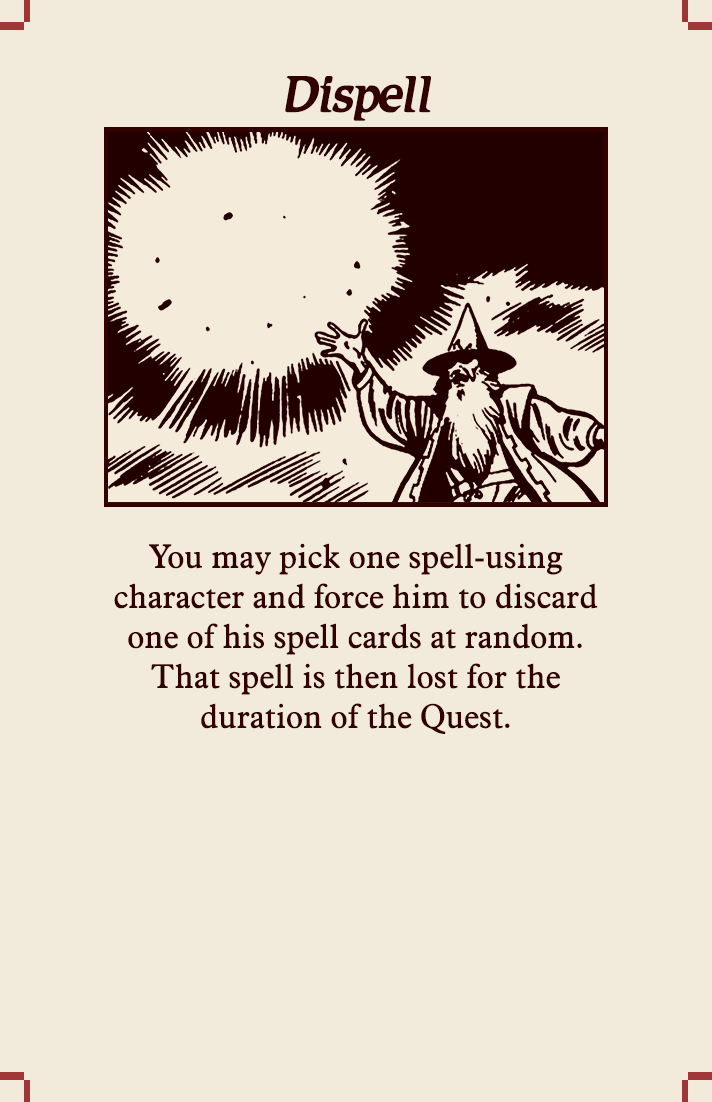 Dispell
You may pick one spell-using
character and force him to discard
one of his spell cards at random.
That spell is then lost for the
duration of the Quest.